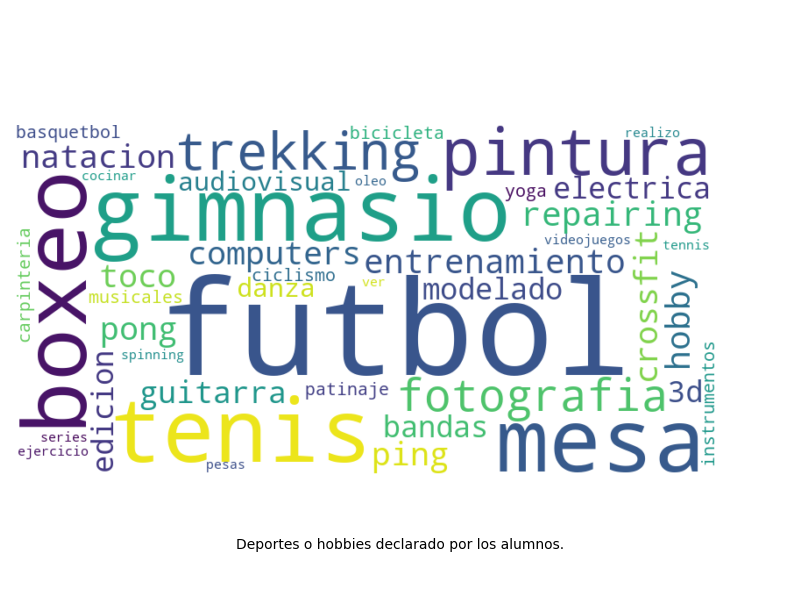 basquetbol
bicicleta
realizo
natacion
trekking
pintura
cocinar
audiovisual
oleo
yoga
electrica
boxeo
gimnasio
repairing
carpinteria
computers
entrenamiento
videojuegos
tennis
toco
ciclismo
musicales
danza
ver
modelado
crossfit
hobby
pong
futbol
spinning
edicion
guitarra
patinaje
fotografia
3d
instrumentos
tenis
bandas
mesa
series
ejercicio
pesas
ping
Deportes o hobbies declarado por los alumnos.